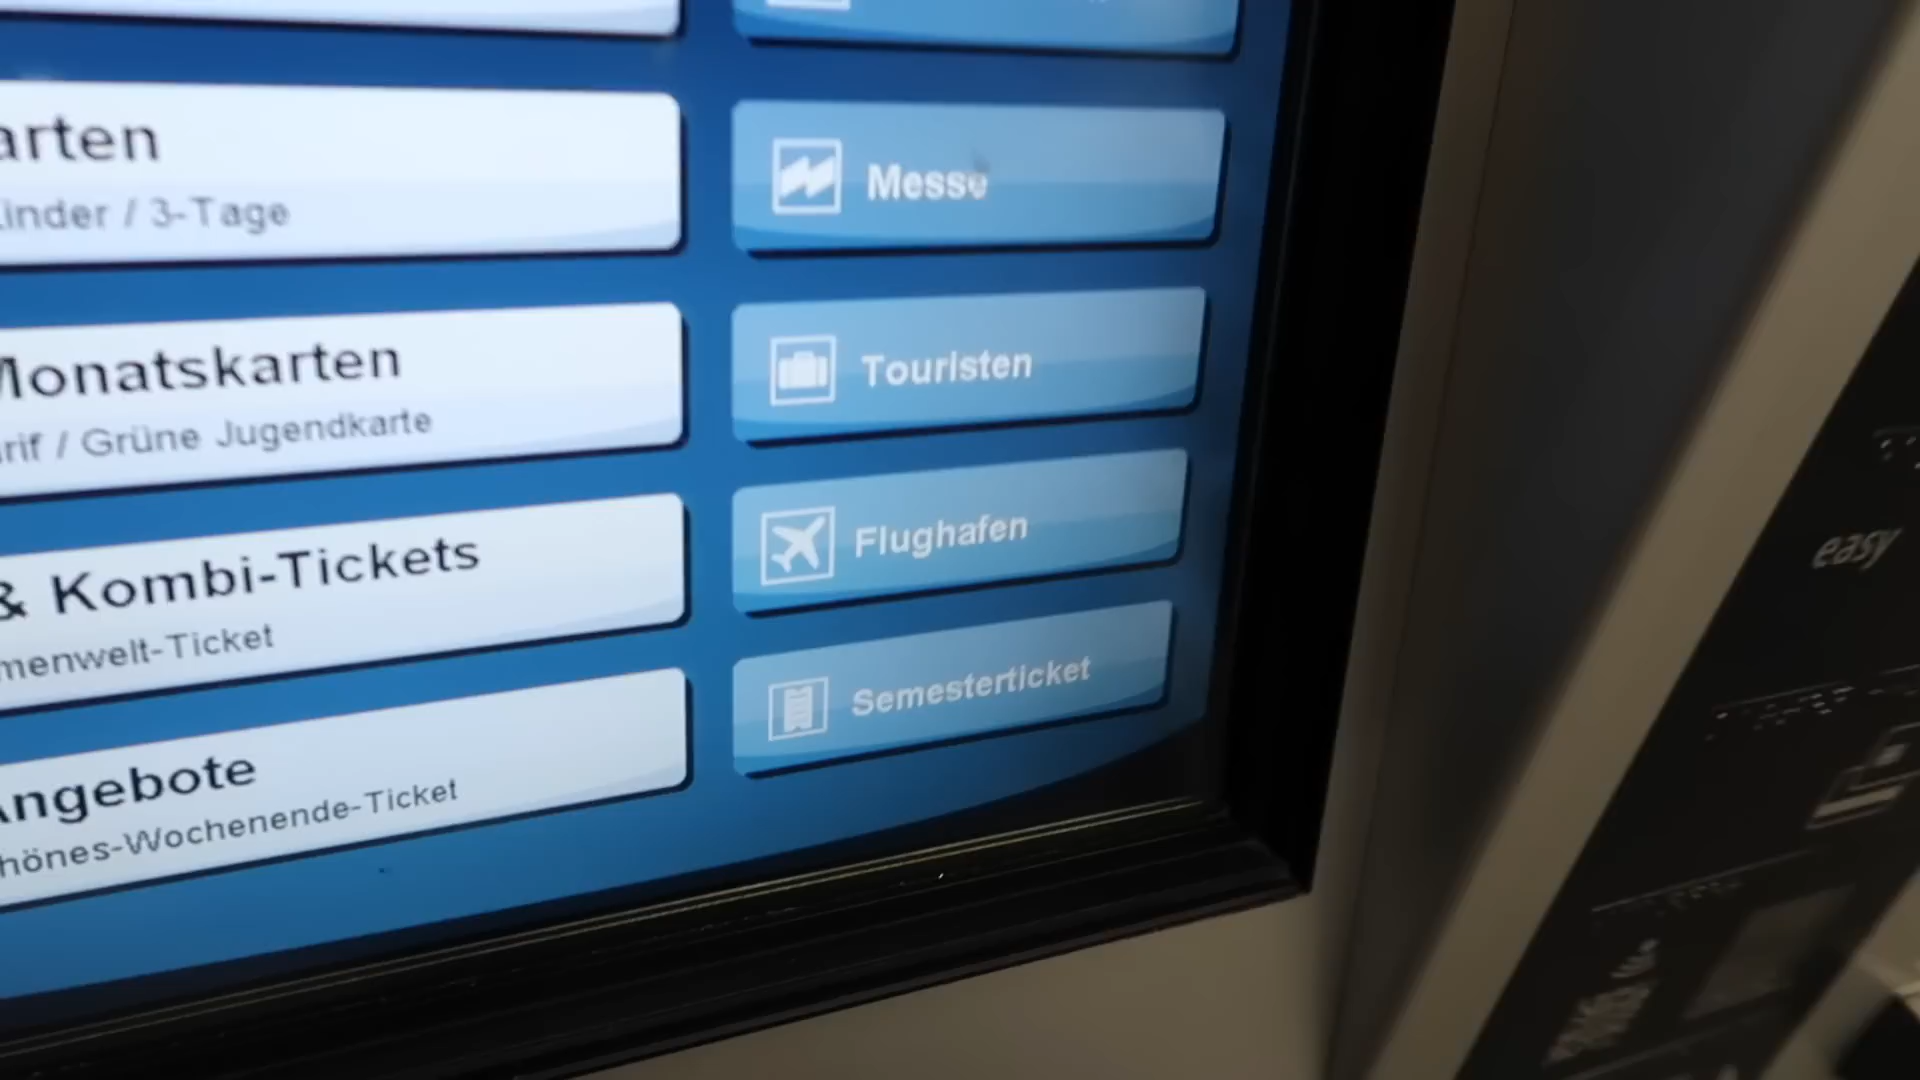 arten
inder / 3-Tage
Monatskarten
rif / Grüne Jugendkarte
& Kombi-Tickets
menwelt-Ticket
Angebote
hönes-Wochenende-Ticket
Messe
Touristen
Flughafen
Semesterticket
easy